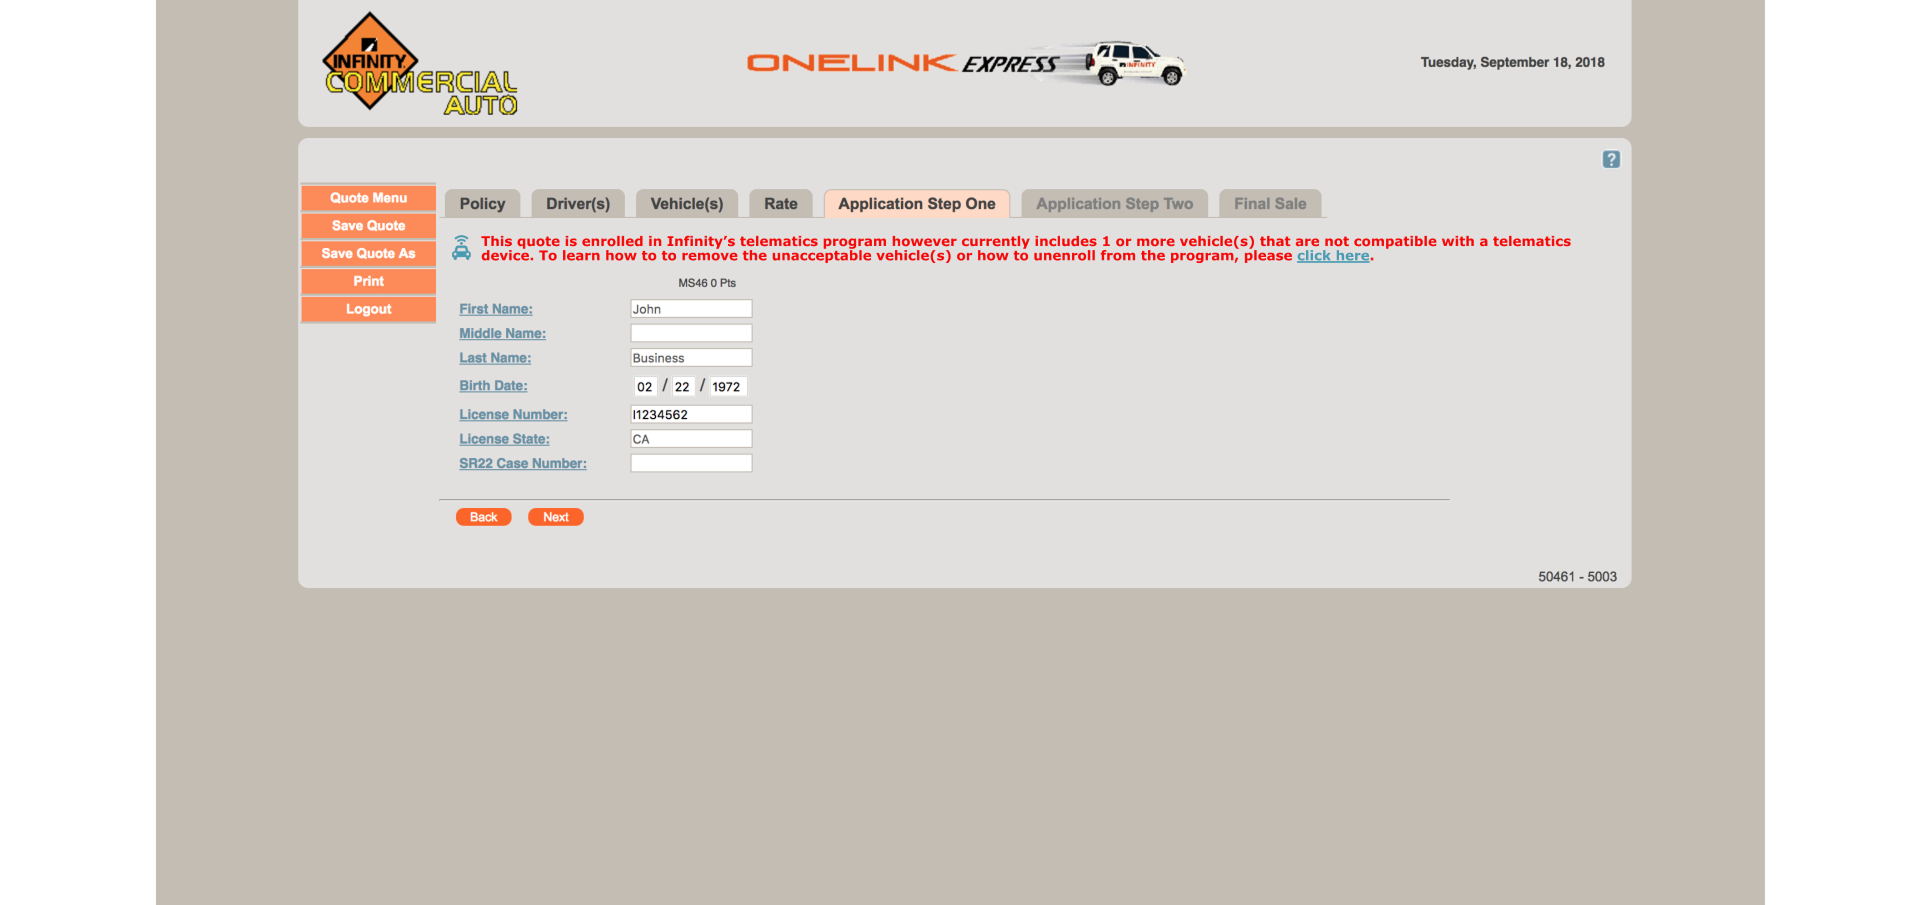 INFINITY
COMMERCIAL
AUTO
ONELINK EXPRESS
INFINITY
Tuesday, September 18, 2018
?
Quote Menu
Save Quote
Save Quote As
Print
Logout
Policy
Driver(s)
Vehicle(s)
Rate
Application Step One
Application Step Two
Final Sale
This quote is enrolled in Infinity’s telematics program however currently includes 1 or more vehicle(s) that are not compatible with a telematics
device. To learn how to to remove the unacceptable vehicle(s) or how to unenroll from the program, please click here.
MS46 0 Pts
First Name: John
Middle Name:
Last Name: Business
Birth Date: 02 / 22 / 1972
License Number: I1234562
License State: CA
SR22 Case Number:
Back
Next
50461 - 5003